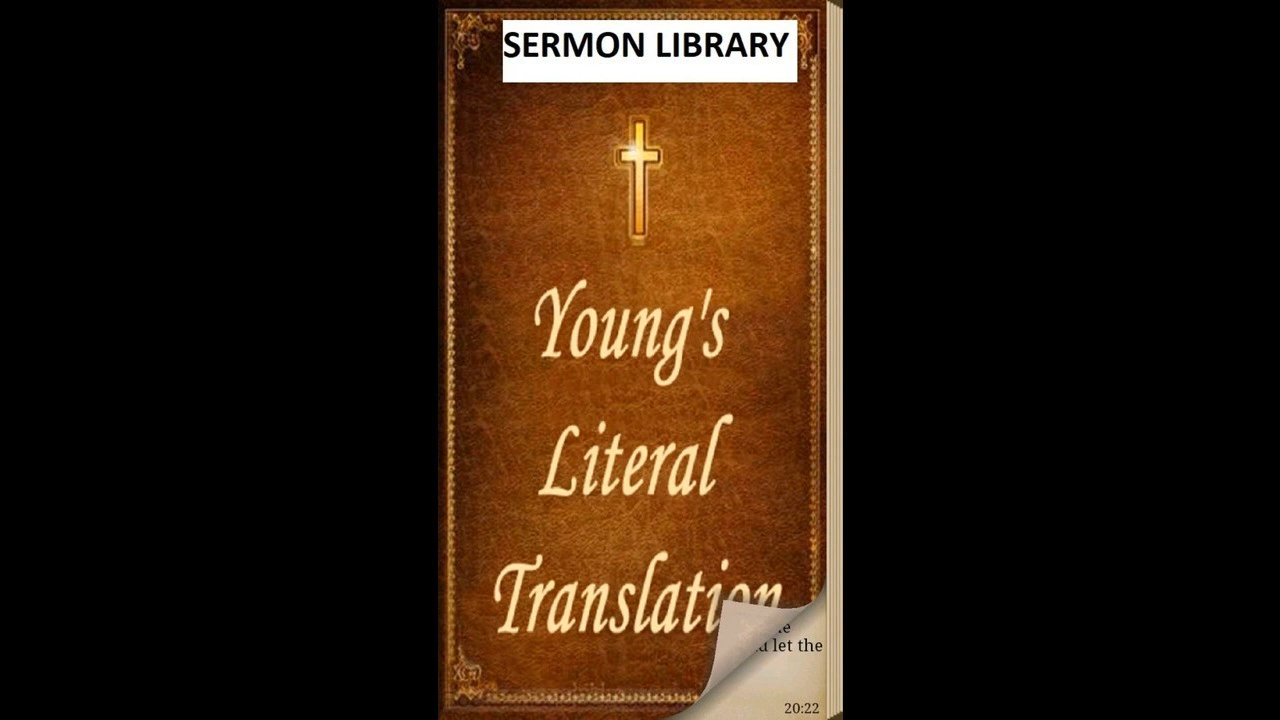 SERMON LIBRARY
Young's
Literal
Translation
let the
20:22